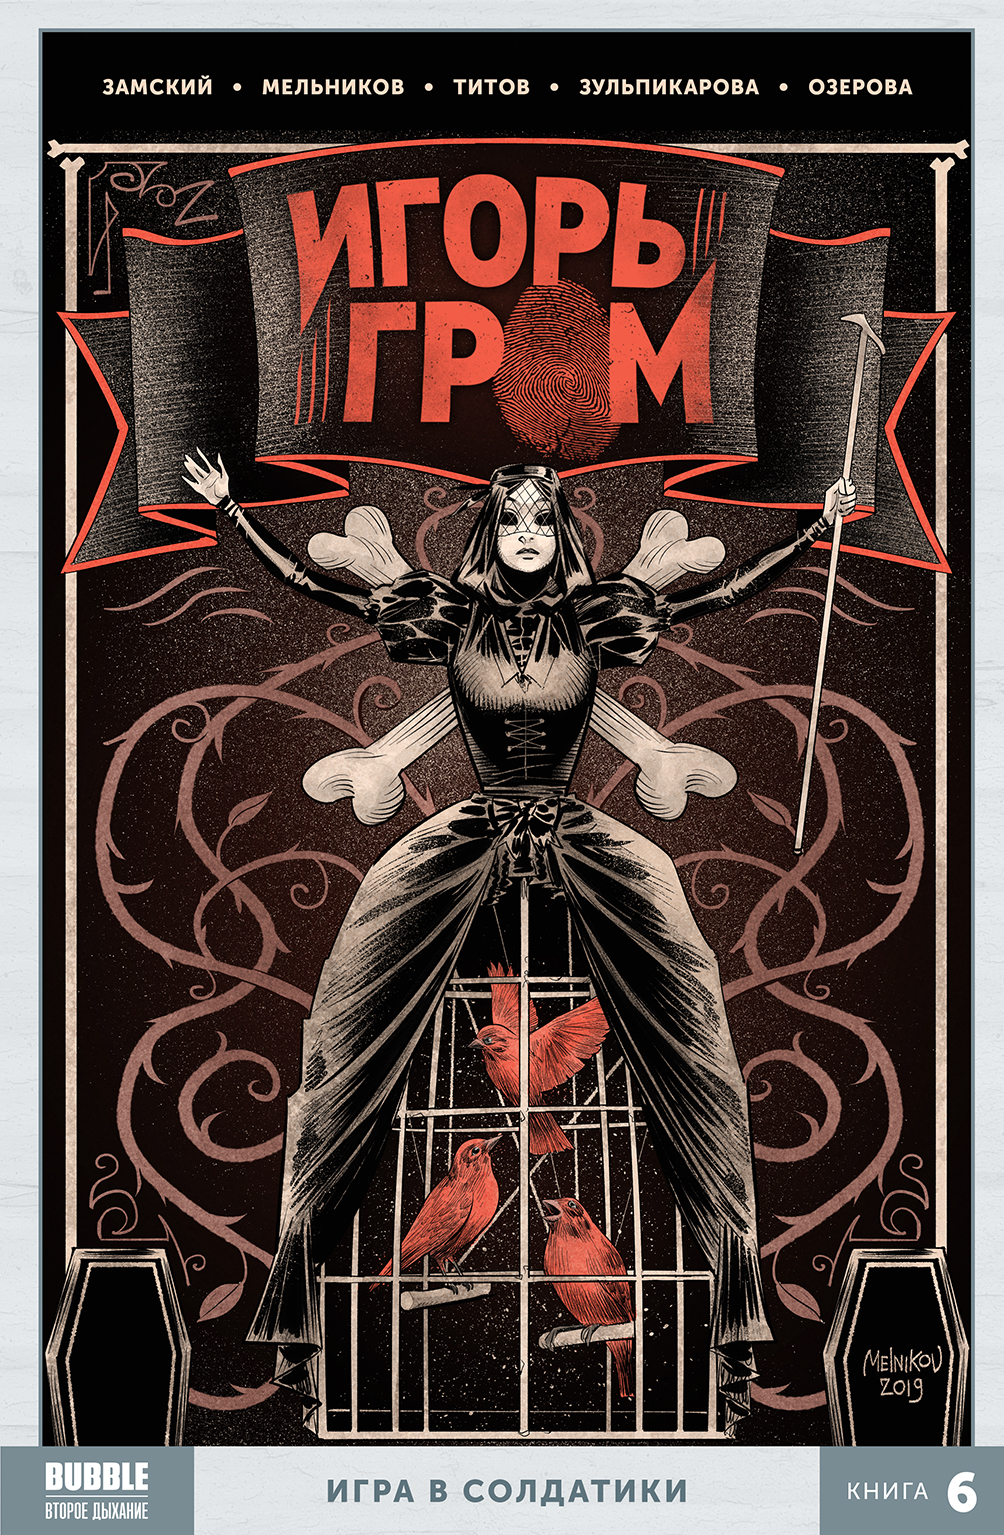 ЗАМСКИЙ • МЕЛЬНИКОВ • ТИТОВ • ЗУЛЬПИКАРОВА • ОЗЕРОВА
ИГОРЬ
ГРОМ
MELNIKOV
2019
BUBBLE
ВТОРОЕ ДЫХАНИЕ
ИГРА В СОЛДАТИКИ
КНИГА 6